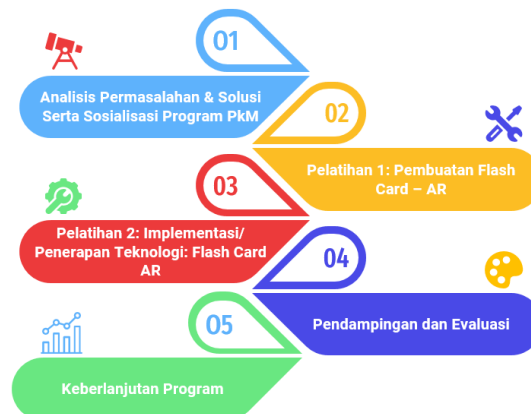 01
Analisis Permasalahan & Solusi
Serta Sosialisasi Program PkM
02
Pelatihan 1: Pembuatan Flash
Card – AR
03
Pelatihan 2: Implementasi/
Penerapan Teknologi: Flash Card
AR
04
Pendampingan dan Evaluasi
05
Keberlanjutan Program